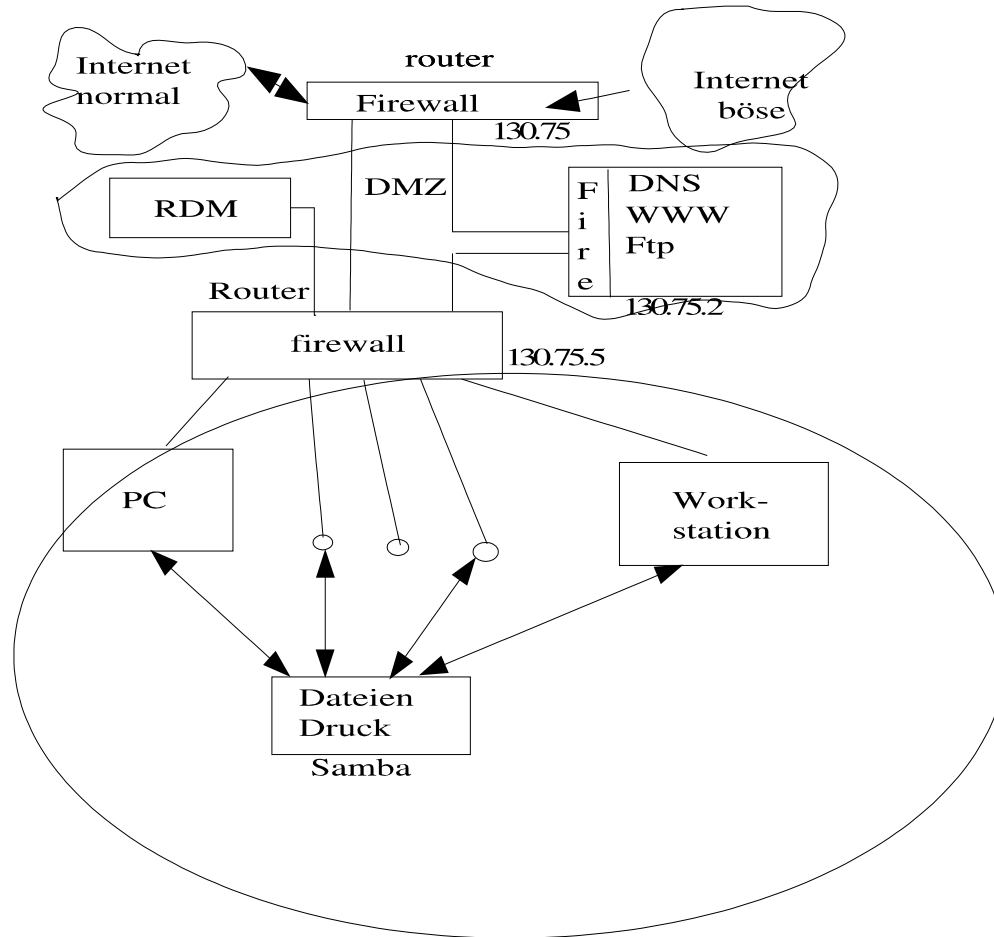 router
Internet
normal
Firewall
Internet
böse
130.75
DMZ
RDM
F
i
r
e
DNS
WWW
Ftp
130.75.2
Router
firewall
130.75.5
PC
Work-
station
Dateien
Druck
Samba